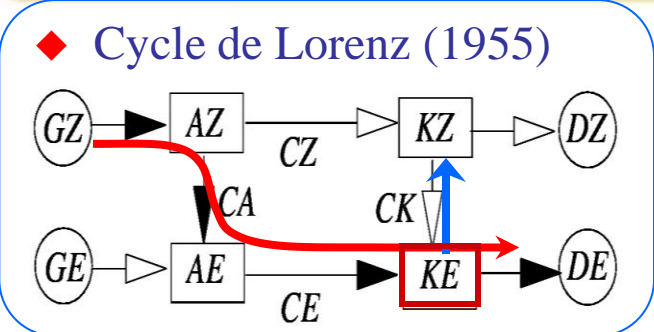 Cycle de Lorenz (1955)
GZ AZ CZ KZ DZ
CA CK
GE AE CE KE DE